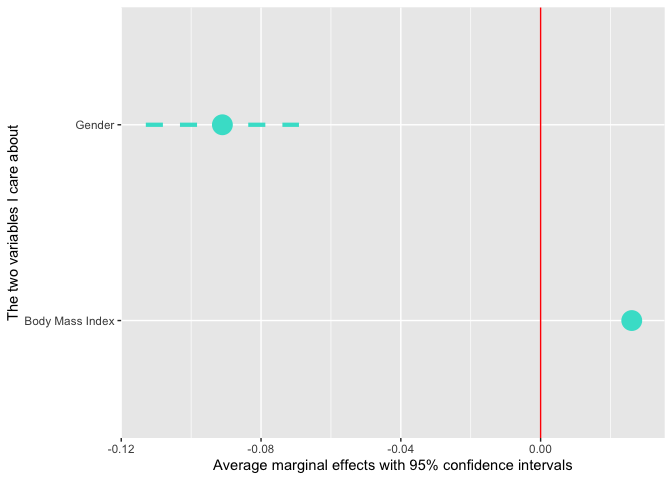 The two variables I care about
Gender
Body Mass Index
-0.12
-0.08
-0.04
0.00
Average marginal effects with 95% confidence intervals